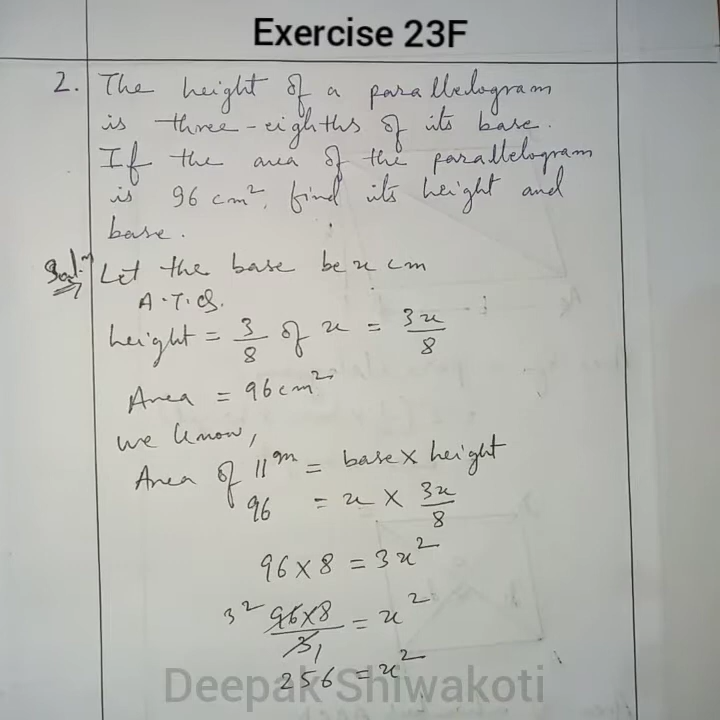 Exercise 23F
2. The height of a parallelogram
is three-eighths of its base.
If the area of the parallelogram
is 96 cm², find its height and
base.
Solⁿ Let the base be x cm
A.T.Q.
height = 3/8 of x = 3x/8
Area = 96cm²
we know,
Area of ||gm = base × height
96 = x × 3x/8
96 × 8 = 3x²
32 96×8/3 1 = x²
256 = x²
Deepak Shiwakoti